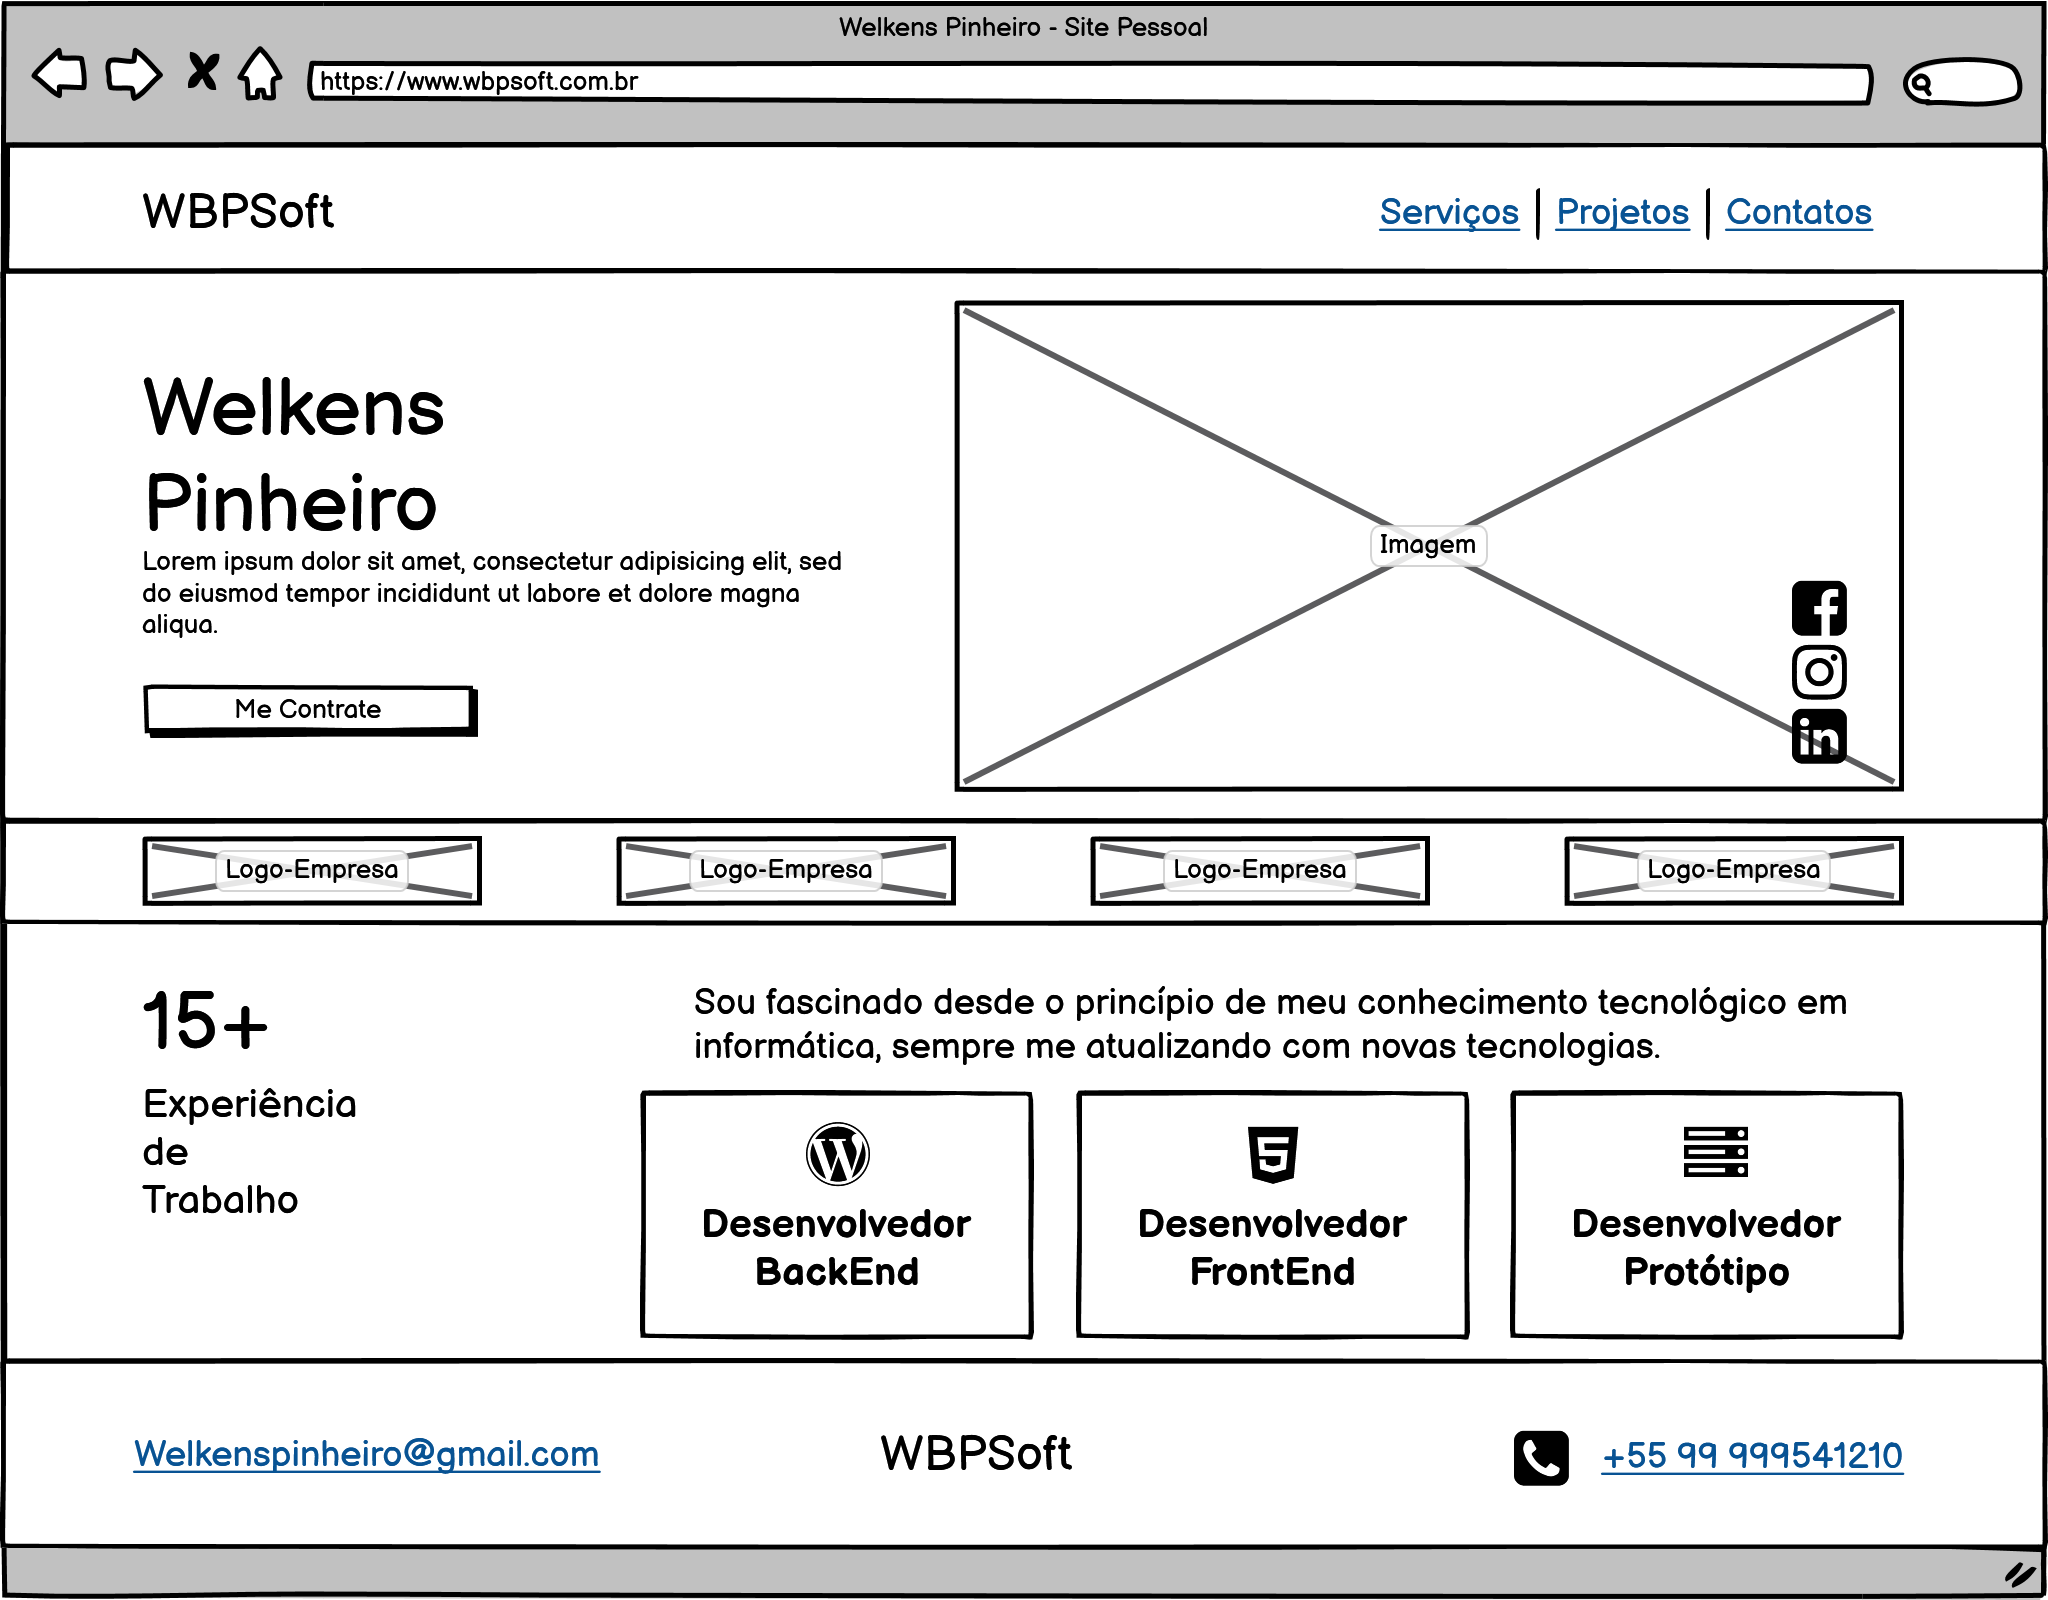 Welkens Pinheiro - Site Pessoal
https://www.wbpsoft.com.br
WBPSoft
Serviços Projetos Contatos
Welkens
Pinheiro
Lorem ipsum dolor sit amet, consectetur adipisicing elit, sed
do eiusmod tempor incididunt ut labore et dolore magna
aliqua.
Me Contrate
Imagem
Logo-Empresa Logo-Empresa Logo-Empresa Logo-Empresa
15+
Experiência
de
Trabalho
Sou fascinado desde o princípio de meu conhecimento tecnológico em
informática, sempre me atualizando com novas tecnologias.
Desenvolvedor
BackEnd
Desenvolvedor
FrontEnd
Desenvolvedor
Protótipo
Welkenspinheiro@gmail.com
WBPSoft
+55 99 999541210